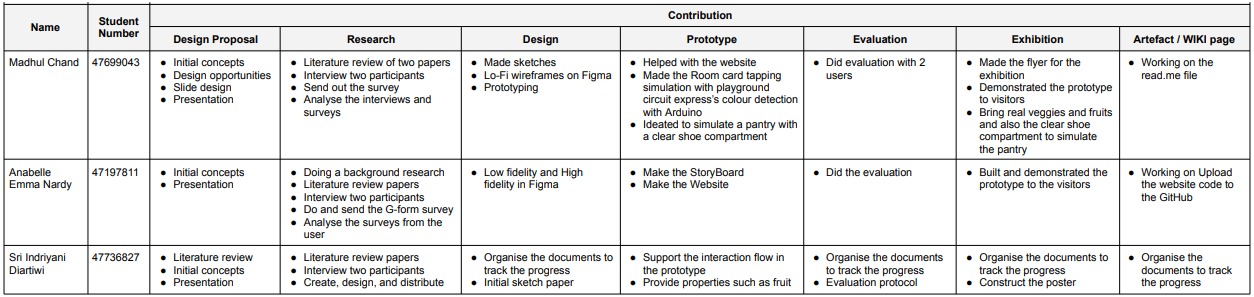 Name
Student Number
Contribution
Design Proposal
Research
Design
Prototype
Evaluation
Exhibition
Artefact / WIKI page
Madhul Chand
47699043
● Initial concepts
● Design opportunities
● Slide design
● Presentation
● Literature review of two papers
● Interview two participants
● Send out the survey
● Analyse the interviews and
surveys
● Made sketches
● Lo-Fi wireframes on Figma
● Prototyping
● Helped with the website
● Made the Room card tapping
simulation with playground
circuit express's colour detection
with Arduino
● Ideated to simulate a pantry with
a clear shoe compartment
● Did evaluation with 2
users
● Made the flyer for the
exhibition
● Demonstrated the prototype
to visitors
● Bring real veggies and fruits
and also the clear shoe
compartment to simulate
the pantry
● Working on the
read.me file
Anabelle
Emma Nardy
47197811
● Initial concepts
● Presentation
● Doing a background research
● Literature review papers
● Interview two participants
● Do and send the G-form survey
● Analyse the surveys from the
user
● Low fidelity and High
fidelity in Figma
● Make the StoryBoard
● Make the Website
● Did the evaluation
● Built and demonstrated the
prototype to the visitors
● Working on Upload
the website code to
the GitHub
Sri Indriyani
Diartiwi
47736827
● Literature review
● Initial concepts
● Presentation
● Literature review papers
● Interview two participants
● Create, design, and distribute
● Organise the documents to
track the progress
● Initial sketch paper
● Support the interaction flow in
the prototype
● Provide properties such as fruit
● Organise the documents
to track the progress
● Evaluation protocol
● Organise the documents to
track the progress
● Construct the poster
● Organise the
documents to track
the progress